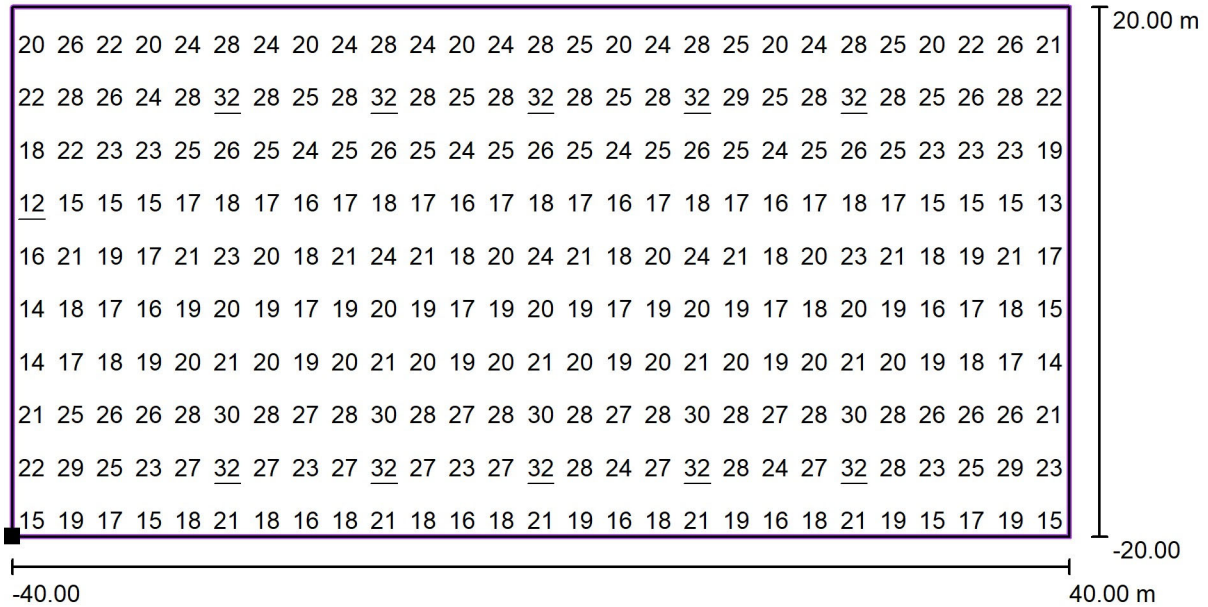 20.00 m
20 26 22 20 24 28 24 20 24 28 24 20 24 28 25 20 24 28 25 20 24 28 25 20 22 26 21
22 28 26 24 28 32 28 25 28 32 28 25 28 32 28 25 28 32 29 25 28 32 28 25 26 28 22
18 22 23 23 25 26 25 24 25 26 25 24 25 26 25 24 25 26 25 24 25 26 25 23 23 23 19
12 15 15 15 17 18 17 16 17 18 17 16 17 18 17 16 17 18 17 16 17 18 17 15 15 15 13
16 21 19 17 21 23 20 18 21 24 21 18 20 24 21 18 20 24 21 18 20 23 21 18 19 21 17
14 18 17 16 19 20 19 17 19 20 19 17 19 20 19 17 19 20 19 17 18 20 19 16 17 18 15
14 17 18 19 20 21 20 19 20 21 20 19 20 21 20 19 20 21 20 19 20 21 20 19 18 17 14
21 25 26 26 28 30 28 27 28 30 28 27 28 30 28 27 28 30 28 27 28 30 28 26 26 26 21
22 29 25 23 27 32 27 23 27 32 27 23 27 32 28 24 27 32 28 24 27 32 28 23 25 29 23
15 19 17 15 18 21 18 16 18 21 18 16 18 21 19 16 18 21 19 16 18 21 19 15 17 19 15
-20.00
-40.00 40.00 m